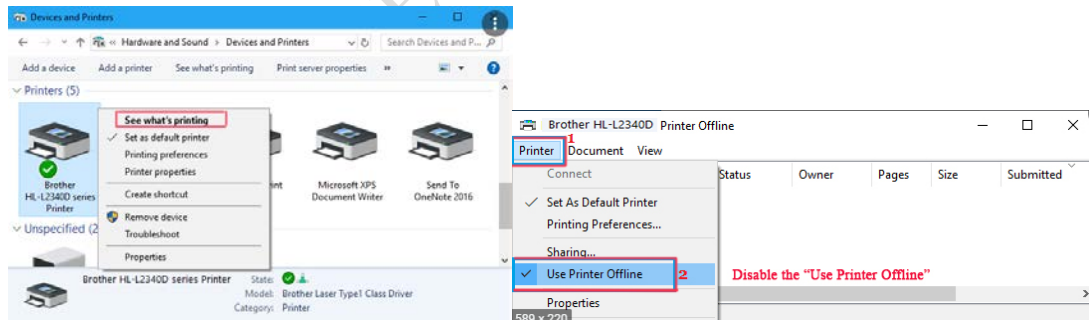 Devices and Printers
« Hardware and Sound > Devices and Printers
Search Devices and P...
Add a device Add a printer See what's printing Print server properties »
Printers (5)
See what's printing
Set as default printer
Printing preferences
Printer properties
Create shortcut
Remove device
Troubleshoot
Properties
Brother
HL-L2340D series
Printer
int
Microsoft XPS
Document Writer
Send To
OneNote 2016
Unspecified (2
Brother HL-L2340D series Printer State:
Model: Brother Laser Type1 Class Driver
Category: Printer
Brother HL-L2340D Printer Offline
1
Printer Document View
Status Owner Pages Size Submitted
Connect
Set As Default Printer
Printing Preferences...
Sharing...
Use Printer Offline 2 Disable the “Use Printer Offline”
Properties
589 x 220